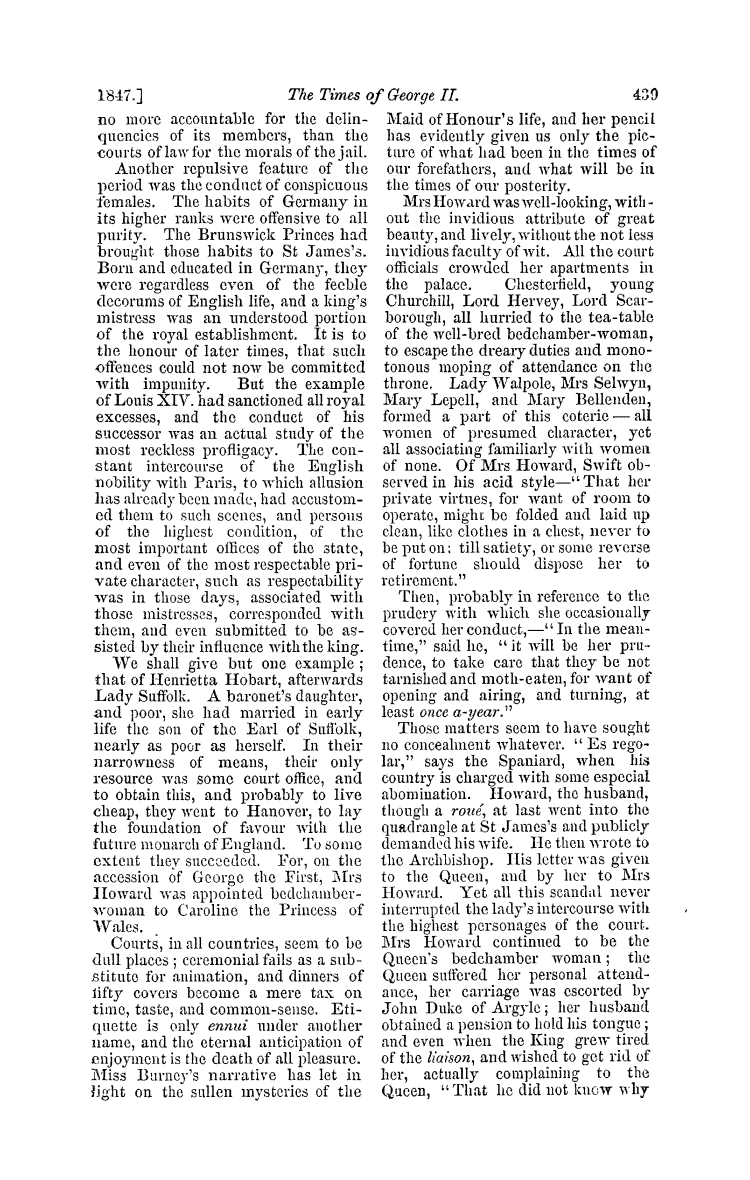 1847.] The Times of George II. 439
no more accountable for the delin-
quencies of its members, than the
courts of law for the morals of the jail.
Another repulsive feature of the
period was the conduct of conspicuous
females. The habits of Germany in
its higher ranks were offensive to all
purity. The Brunswick Princes had
brought those habits to St James's.
Born and educated in Germany, they
were regardless even of the feeble
decorums of English life, and a king's
mistress was an understood portion
of the royal establishment. It is to
the honour of later times, that such
offences could not now be committed
with impunity. But the example
of Louis XIV. had sanctioned all royal
excesses, and the conduct of his
successor was an actual study of the
most reckless profligacy. The con-
stant intercourse of the English
nobility with Paris, to which allusion
has already been made, had accustom-
ed them to such scenes, and persons
of the highest condition, of the
most important offices of the state,
and even of the most respectable pri-
vate character, such as respectability
was in those days, associated with
those mistresses, corresponded with
them, and even submitted to be as-
sisted by their influence with the king.
We shall give but one example;
that of Henrietta Hobart, afterwards
Lady Suffolk. A baronet's daughter,
and poor, she had married in early
life the son of the Earl of Suffolk,
nearly as poor as herself. In their
narrowness of means, their only
resource was some court office, and
to obtain this, and probably to live
cheap, they went to Hanover, to lay
the foundation of favour with the
future monarch of England. To some
extent they succeeded. For, on the
accession of George the First, Mrs
Howard was appointed bedchamber-
woman to Caroline the Princess of
Wales.
Courts, in all countries, seem to be
dull places; ceremonial fails as a sub-
stitute for animation, and dinners of
fifty covers become a mere tax on
time, taste, and common-sense. Eti-
quette is only ennui under another
name, and the eternal anticipation of
enjoyment is the death of all pleasure.
Miss Burney's narrative has let in
light on the sullen mysteries of the
Maid of Honour's life, and her pencil
has evidently given us only the pic-
ture of what had been in the times of
our forefathers, and what will be in
the times of our posterity.
Mrs Howard was well-looking, with-
out the invidious attribute of great
beauty, and lively, without the not less
invidious faculty of wit. All the court
officials crowded her apartments in
the palace. Chesterfield, young
Churchill, Lord Hervey, Lord Scar-
borough, all hurried to the tea-table
of the well-bred bedchamber-woman,
to escape the dreary duties and mono-
tonous moping of attendance on the
throne. Lady Walpole, Mrs Selwyn,
Mary Lepell, and Mary Bellenden,
formed a part of this coterie — all
women of presumed character, yet
all associating familiarly with women
of none. Of Mrs Howard, Swift ob-
served in his acid style—"That her
private virtues, for want of room to
operate, might be folded and laid up
clean, like clothes in a chest, never to
be put on; till satiety, or some reverse
of fortune should dispose her to
retirement."
Then, probably in reference to the
prudery with which she occasionally
covered her conduct,—"In the mean-
time," said he, "it will be her pru-
dence, to take care that they be not
tarnished and moth-eaten, for want of
opening and airing, and turning, at
least once a-year."
Those matters seem to have sought
no concealment whatever. "Es rego-
lar," says the Spaniard, when his
country is charged with some especial
abomination. Howard, the husband,
though a roué, at last went into the
quadrangle at St James's and publicly
demanded his wife. He then wrote to
the Archbishop. His letter was given
to the Queen, and by her to Mrs
Howard. Yet all this scandal never
interrupted the lady's intercourse with
the highest personages of the court.
Mrs Howard continued to be the
Queen's bedchamber woman; the
Queen suffered her personal attend-
ance, her carriage was escorted by
John Duke of Argyle; her husband
obtained a pension to hold his tongue;
and even when the King grew tired
of the liaison, and wished to get rid of
her, actually complaining to the
Queen, "That he did not know why